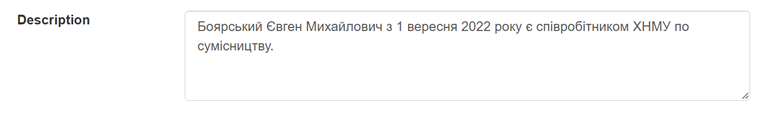 Description
Боярський Євген Михайлович з 1 вересня 2022 року є співробітником ХНМУ по
сумісництву.